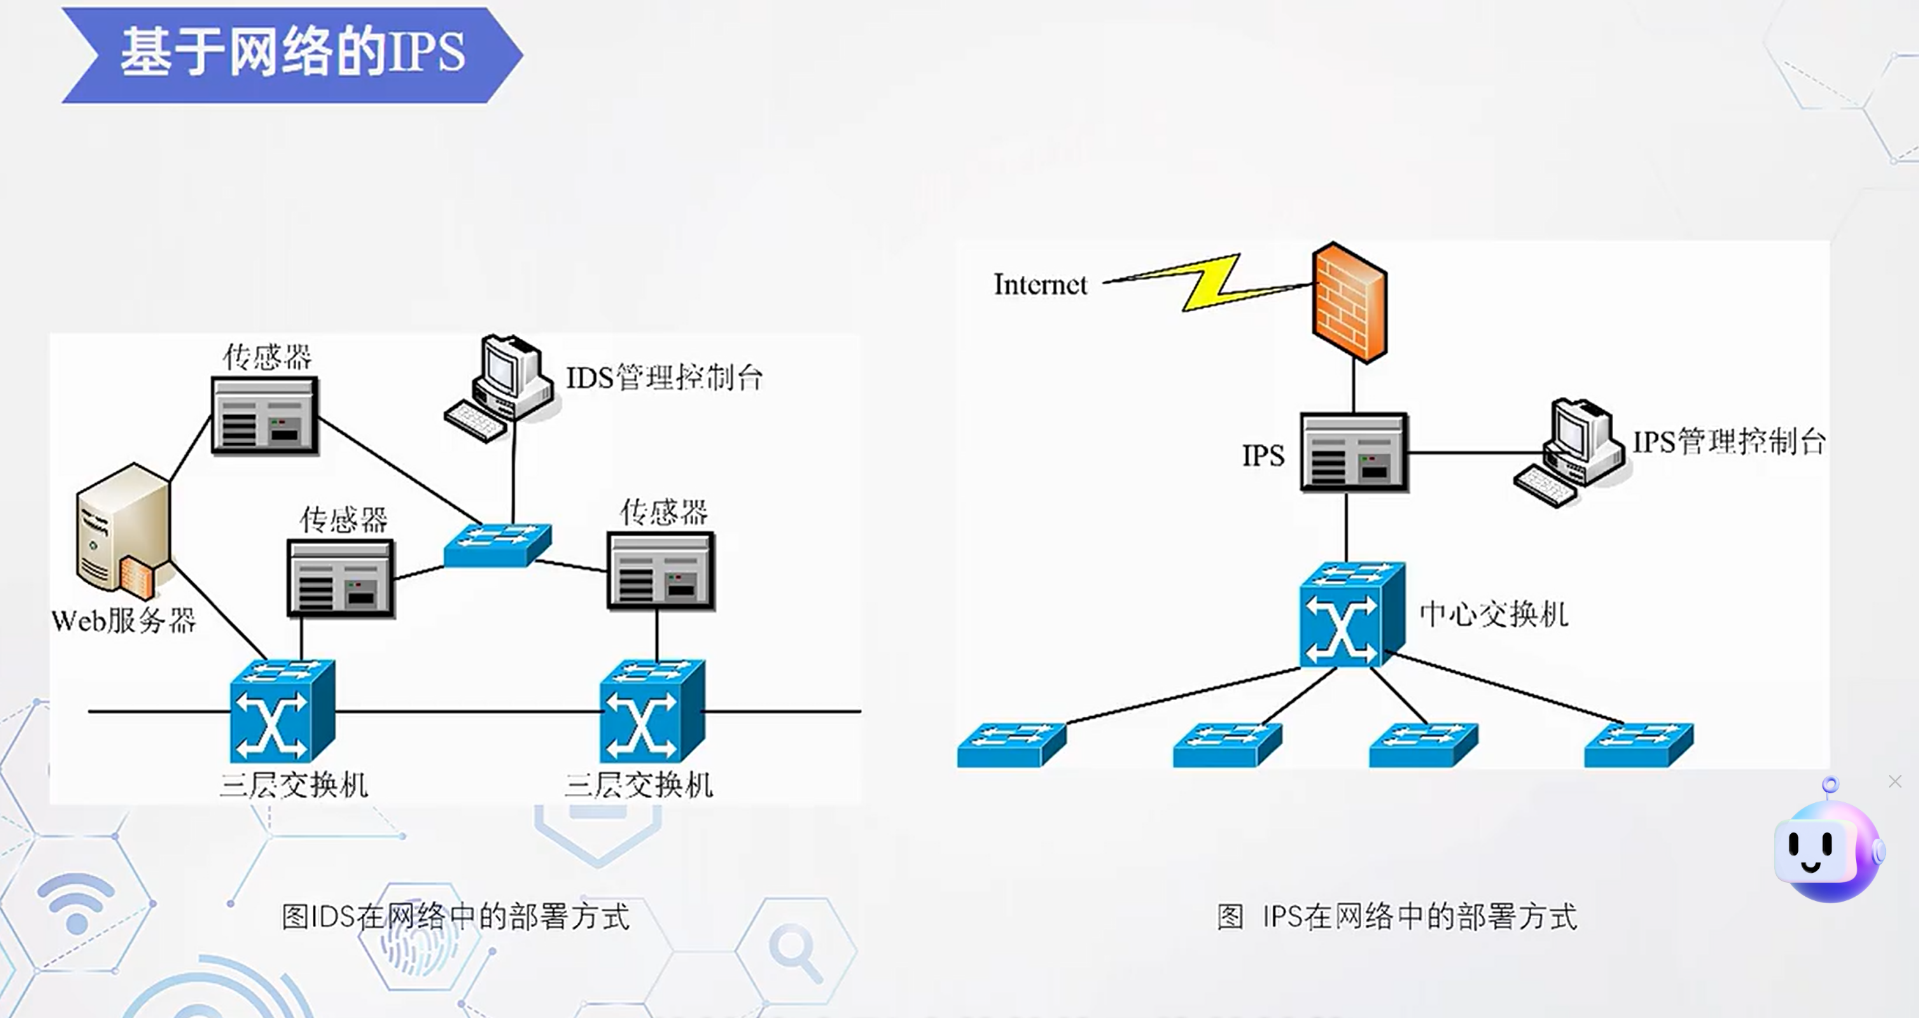 基于网络的IPS
传感器
IDS管理控制台
传感器
传感器
Web服务器
三层交换机
三层交换机
图IDS在网络中的部署方式
Internet
IPS
IPS管理控制台
中心交换机
图 IPS在网络中的部署方式